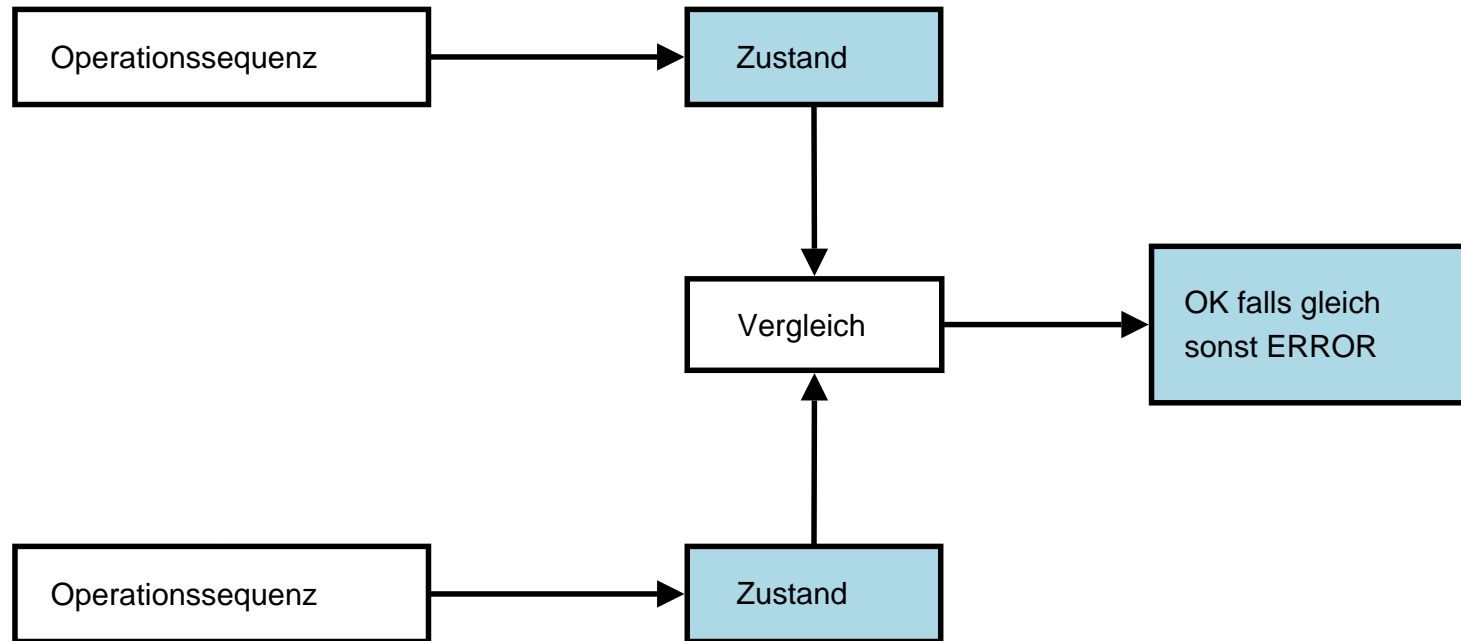 Operationssequenz
Zustand
Vergleich
OK falls gleich
sonst ERROR
Operationssequenz
Zustand